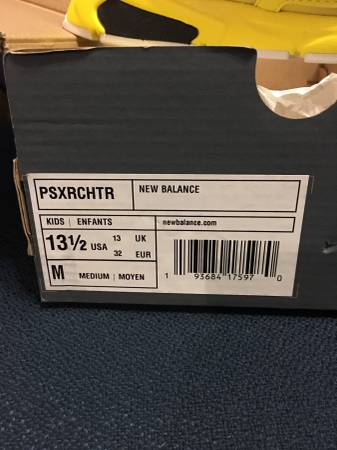 PSXRCHTR NEW BALANCE
KIDS | ENFANTS newbalance.com
13½ USA 13 UK
32 EUR
M MEDIUM | MOYEN
1 93684 17597 0